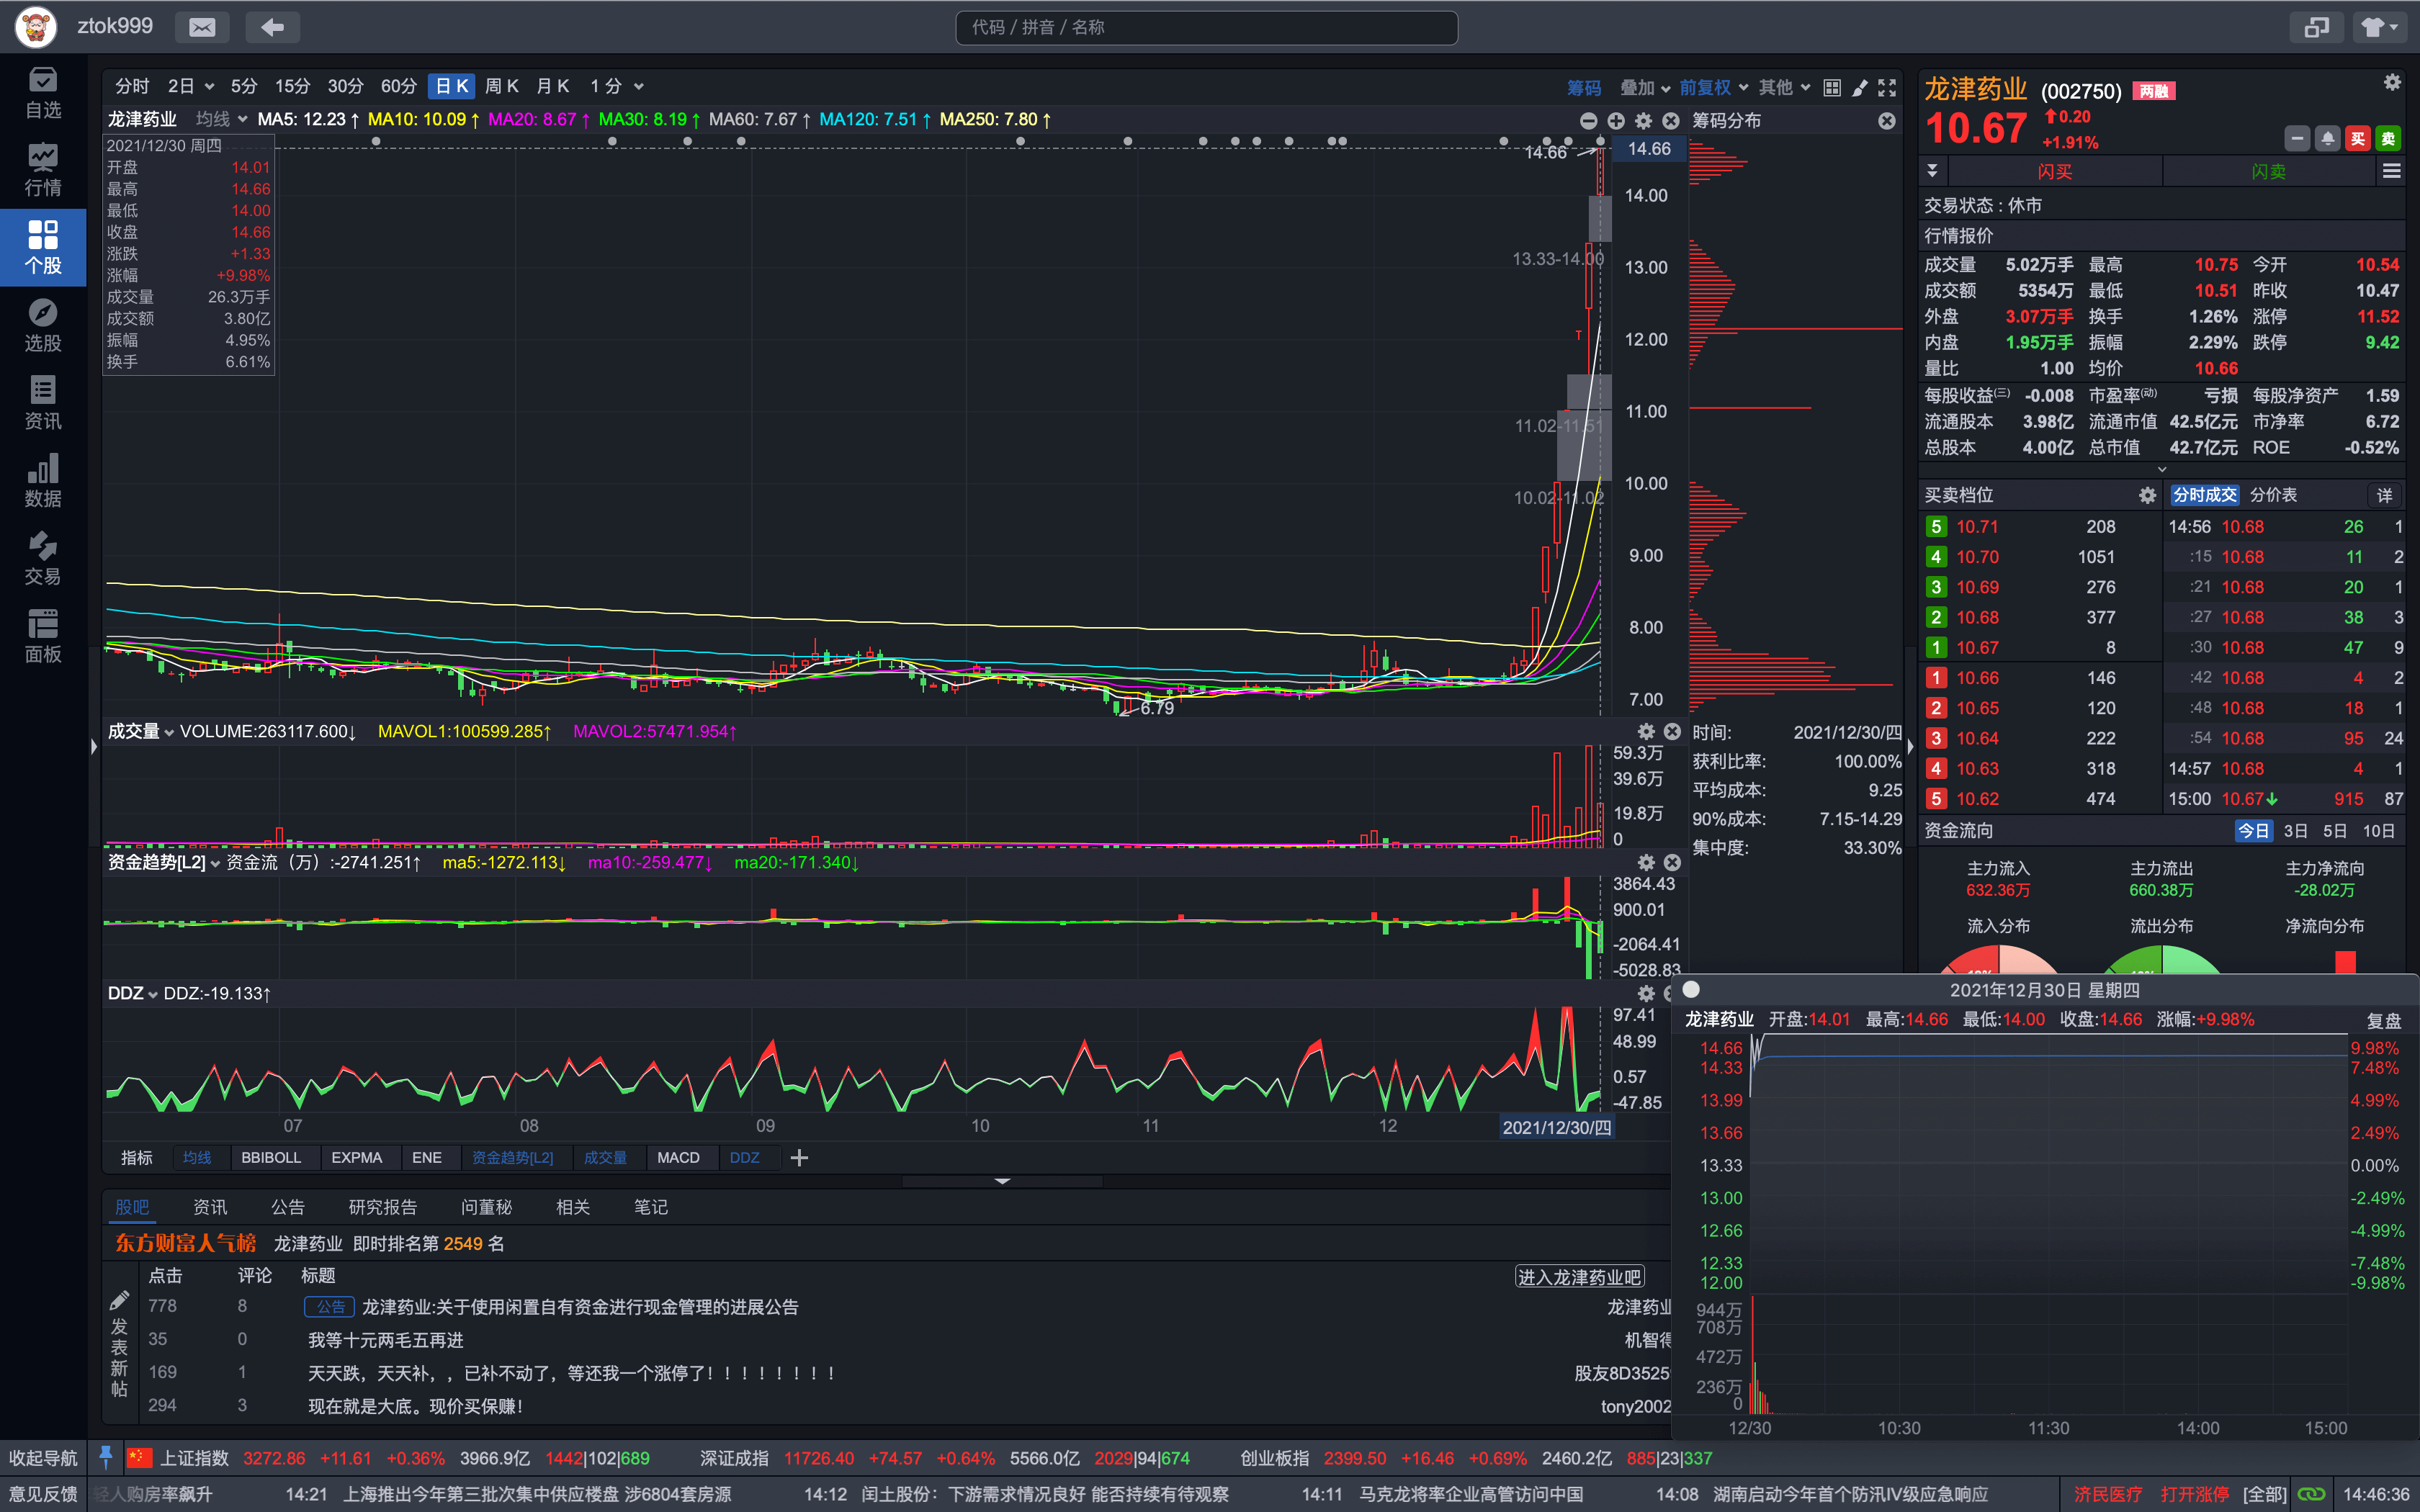 ztok999
代码 / 拼音 / 名称
自选
行情
个股
选股
资讯
数据
交易
面板
分时 2日 5分 15分 30分 60分 日K 周K 月K 1分
筹码 叠加 前复权 其他
龙津药业 均线 MA5: 12.23↑ MA10: 10.09↑ MA20: 8.67↑ MA30: 8.19↑ MA60: 7.67↑ MA120: 7.51↑ MA250: 7.80↑
筹码分布
2021/12/30 周四
开盘 14.01
最高 14.66
最低 14.00
收盘 14.66
涨跌 +1.33
涨幅 +9.98%
成交量 26.3万手
成交额 3.80亿
振幅 4.95%
换手 6.61%
14.66
14.66
14.00
13.33-14.00
13.00
T
12.00
11.00
11.02-11.51
10.00
10.02-11.02
9.00
8.00
7.00
6.79
成交量 VOLUME:263117.600↓ MAVOL1:100599.285↑ MAVOL2:57471.954↑
59.3万
39.6万
19.8万
0
时间: 2021/12/30/四
获利比率: 100.00%
平均成本: 9.25
90%成本: 7.15-14.29
集中度: 33.30%
资金趋势[L2] 资金流（万）:-2741.251↑ ma5:-1272.113↓ ma10:-259.477↓ ma20:-171.340↓
3864.43
900.01
-2064.41
-5028.83
DDZ DDZ:-19.133↑
97.41
48.99
0.57
-47.85
07 08 09 10 11 12 2021/12/30/四
指标 均线 BBIBOLL EXPMA ENE 资金趋势[L2] 成交量 MACD DDZ
股吧 资讯 公告 研究报告 问董秘 相关 笔记
东方财富人气榜 龙津药业 即时排名第 2549 名
点击 评论 标题 进入龙津药业吧
778 8 公告 龙津药业:关于使用闲置自有资金进行现金管理的进展公告 龙津药业
35 0 我等十元两毛五再进 机智得
169 1 天天跌，天天补，，已补不动了，等还我一个涨停了！！！！！！！！ 股友8D3525
294 3 现在就是大底。现价买保赚！ tony2002
发表新帖
龙津药业 (002750) 两融
10.67 0.20
+1.91%
买 卖
闪买 闪卖
交易状态 : 休市
行情报价
成交量 5.02万手 最高 10.75 今开 10.54
成交额 5354万 最低 10.51 昨收 10.47
外盘 3.07万手 换手 1.26% 涨停 11.52
内盘 1.95万手 振幅 2.29% 跌停 9.42
量比 1.00 均价 10.66
每股收益(三) -0.008 市盈率(动) 亏损 每股净资产 1.59
流通股本 3.98亿 流通市值 42.5亿元 市净率 6.72
总股本 4.00亿 总市值 42.7亿元 ROE -0.52%
买卖档位 分时成交 分价表 详
5 10.71 208 14:56 10.68 26 1
4 10.70 1051 :15 10.68 11 2
3 10.69 276 :21 10.68 20 1
2 10.68 377 :27 10.68 38 3
1 10.67 8 :30 10.68 47 9
1 10.66 146 :42 10.68 4 2
2 10.65 120 :48 10.68 18 1
3 10.64 222 :54 10.68 95 24
4 10.63 318 14:57 10.68 4 1
5 10.62 474 15:00 10.67↓ 915 87
资金流向 今日 3日 5日 10日
主力流入 主力流出 主力净流向
632.36万 660.38万 -28.02万
流入分布 流出分布 净流向分布
2021年12月30日 星期四
龙津药业 开盘:14.01 最高:14.66 最低:14.00 收盘:14.66 涨幅:+9.98% 复盘
14.66 9.98%
14.33 7.48%
13.99 4.99%
13.66 2.49%
13.33 0.00%
13.00 -2.49%
12.66 -4.99%
12.33 -7.48%
12.00 -9.98%
944万
708万
472万
236万
0
12/30 10:30 11:30 14:00 15:00
收起导航 上证指数 3272.86 +11.61 +0.36% 3966.9亿 1442|102|689 深证成指 11726.40 +74.57 +0.64% 5566.0亿 2029|94|674 创业板指 2399.50 +16.46 +0.69% 2460.2亿 885|23|337
意见反馈 轻人购房率飙升 14:21 上海推出今年第三批次集中供应楼盘 涉6804套房源 14:12 闰土股份：下游需求情况良好 能否持续有待观察 14:11 马克龙将率企业高管访问中国 14:08 湖南启动今年首个防汛IV级应急响应 济民医疗 打开涨停 [全部] 14:46:36